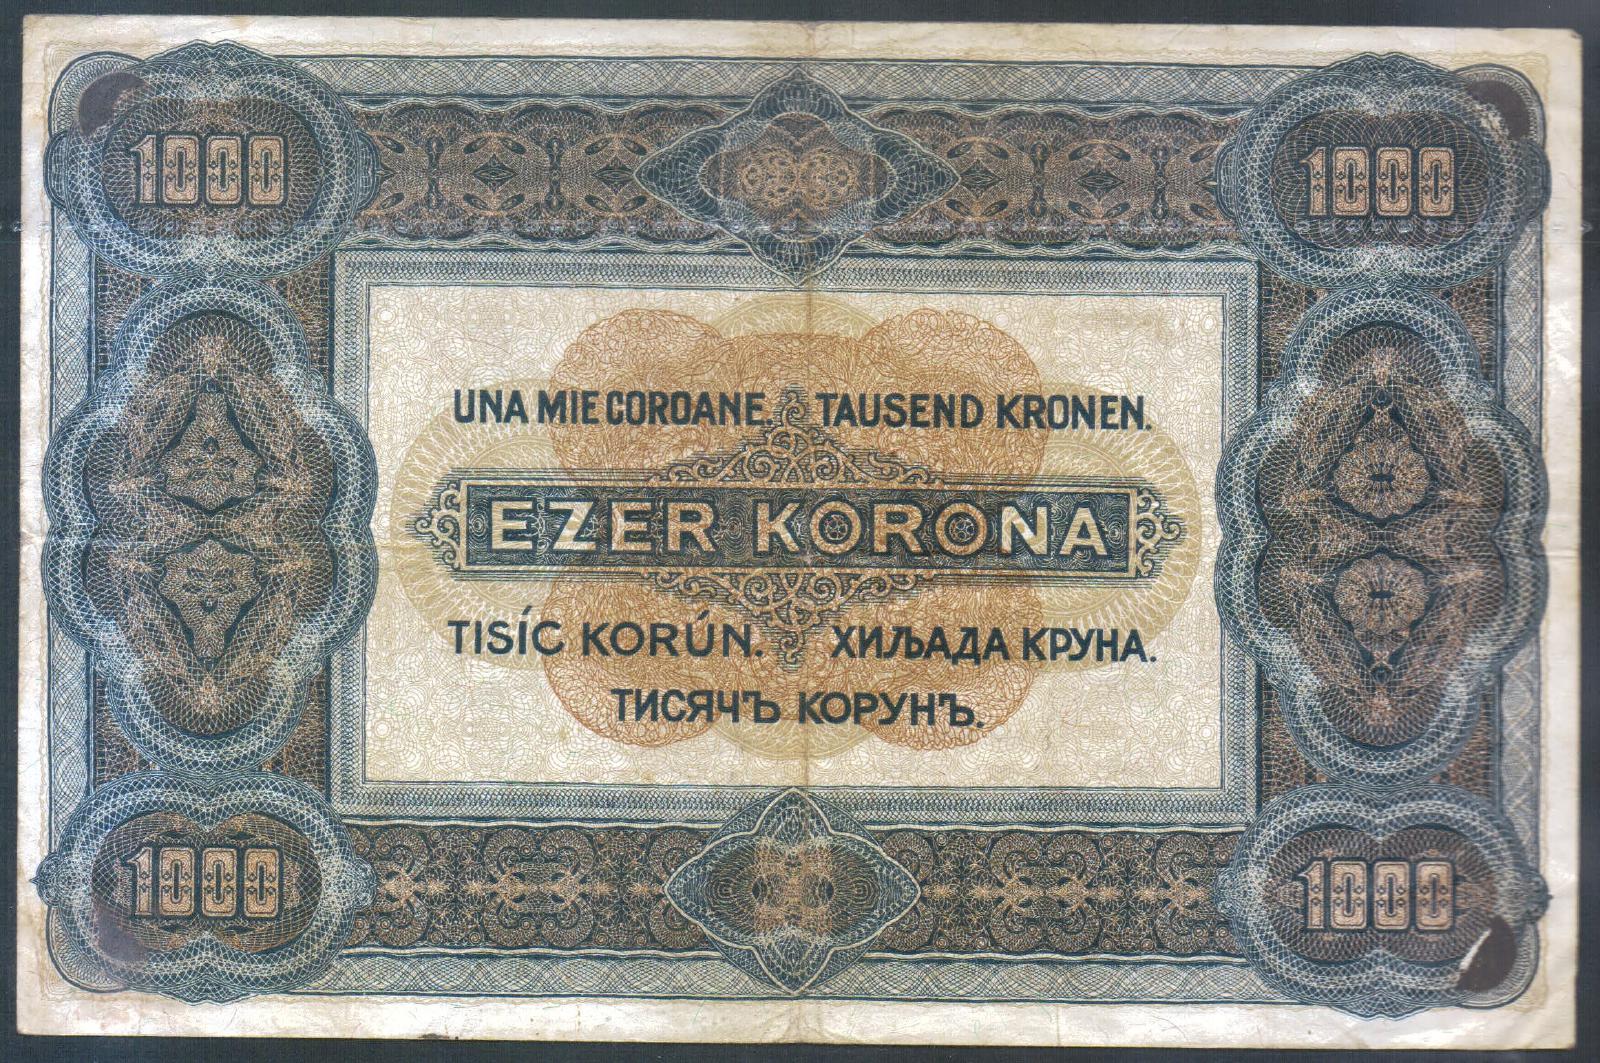 1000 1000
UNA MIE COROANE. TAUSEND KRONEN.
EZER KORONA
TISÍC KORÚN. ХИЉАДА КРУНА.
ТИСЯЧЪ КОРУНЪ.
1000 1000